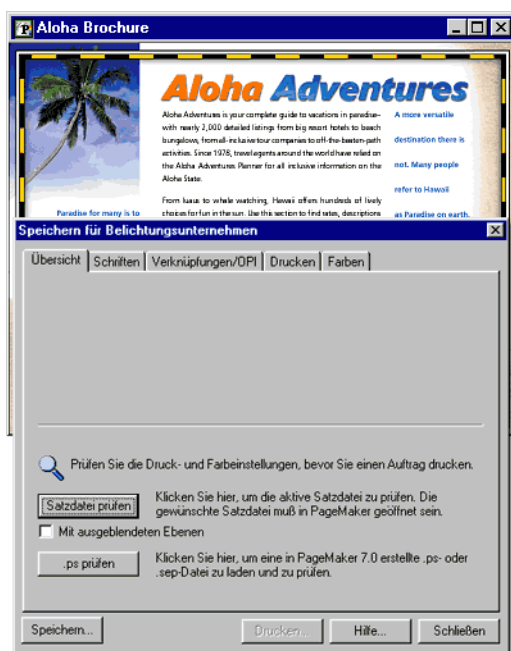 Aloha Brochure
Aloha Adventures
Aloha Adventures is your complete guide to vacations in paradise–
with nearly 2,000 detailed listings from big resort hotels to beach
bungalows, from all-inclusive tour companies to off-the-beaten-path
activities. Since 1978, travel agents around the world have relied on
the Aloha Adventures Planner for all inclusive information on the
Aloha State.
From luaus to whale watching, Hawaii offers hundreds of lively
choices for fun in the sun. Use this section to find rates, descriptions
A more versatile
destination there is
not. Many people
refer to Hawaii
as Paradise on earth.
Paradise for many is to
Speichern für Belichtungsunternehmen
Übersicht Schriften Verknüpfungen/OPI Drucken Farben
Prüfen Sie die Druck- und Farbeinstellungen, bevor Sie einen Auftrag drucken.
Satzdatei prüfen
Klicken Sie hier, um die aktive Satzdatei zu prüfen. Die
gewünschte Satzdatei muß in PageMaker geöffnet sein.
Mit ausgeblendeten Ebenen
.ps prüfen
Klicken Sie hier, um eine in PageMaker 7.0 erstellte .ps- oder
.sep-Datei zu laden und zu prüfen.
Speichern... Drucken... Hilfe... Schließen